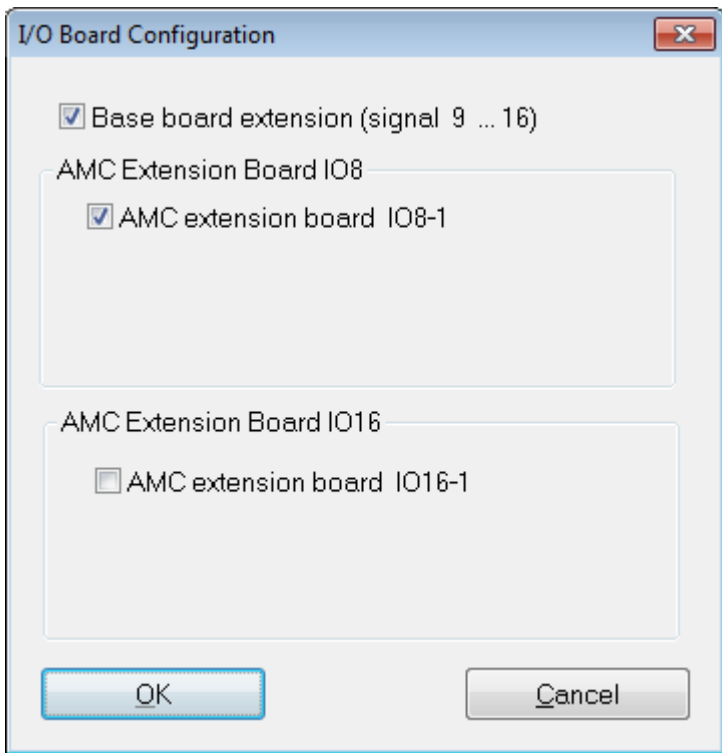 I/O Board Configuration
Base board extension (signal 9 ... 16)
AMC Extension Board IO8
AMC extension board IO8-1
AMC Extension Board IO16
AMC extension board IO16-1
OK
Cancel